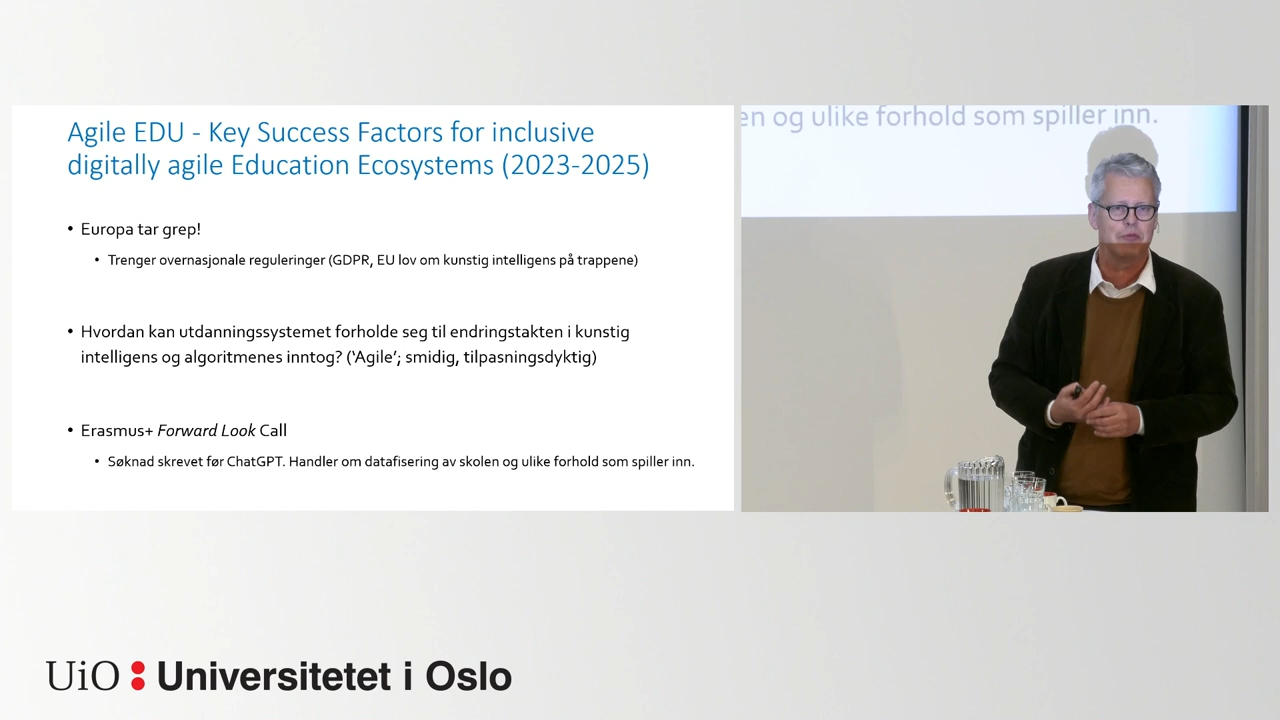 Agile EDU - Key Success Factors for inclusive
digitally agile Education Ecosystems (2023-2025)
• Europa tar grep!
• Trenger overnasjonale reguleringer (GDPR, EU lov om kunstig intelligens på trappene)
• Hvordan kan utdanningssystemet forholde seg til endringstakten i kunstig
intelligens og algoritmenes inntog? (‘Agile’; smidig, tilpasningsdyktig)
• Erasmus+ Forward Look Call
• Søknad skrevet før ChatGPT. Handler om datafisering av skolen og ulike forhold som spiller inn.
en og ulike forhold som spiller inn.
UiO Universitetet i Oslo